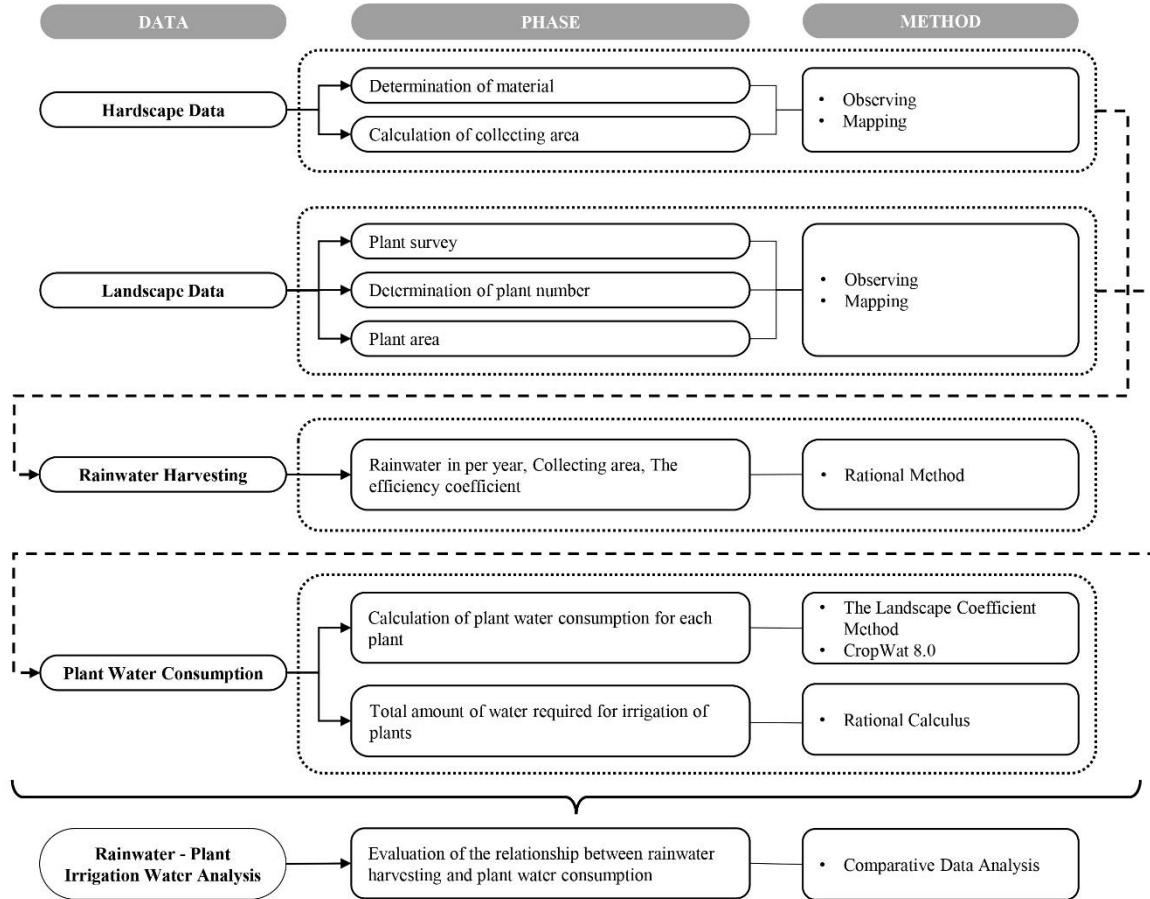 DATA
PHASE
METHOD
Hardscape Data
Determination of material
Calculation of collecting area
• Observing
• Mapping
Landscape Data
Plant survey
Determination of plant number
Plant area
• Observing
• Mapping
Rainwater Harvesting
Rainwater in per year, Collecting area, The
efficiency coefficient
• Rational Method
Plant Water Consumption
Calculation of plant water consumption for each
plant
• The Landscape Coefficient
Method
• CropWat 8.0
Total amount of water required for irrigation of
plants
• Rational Calculus
Rainwater - Plant
Irrigation Water Analysis
Evaluation of the relationship between rainwater
harvesting and plant water consumption
• Comparative Data Analysis